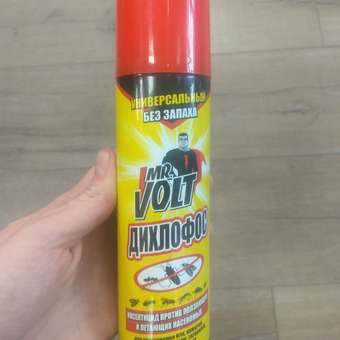 УНИВЕРСАЛЬНЫЙ
БЕЗ ЗАПАХА
MR.
VOLT
ДИХЛОФОС
ИНСЕКТИЦИД ПРОТИВ ПОЛЗАЮЩИХ
И ЛЕТАЮЩИХ НАСЕКОМЫХ